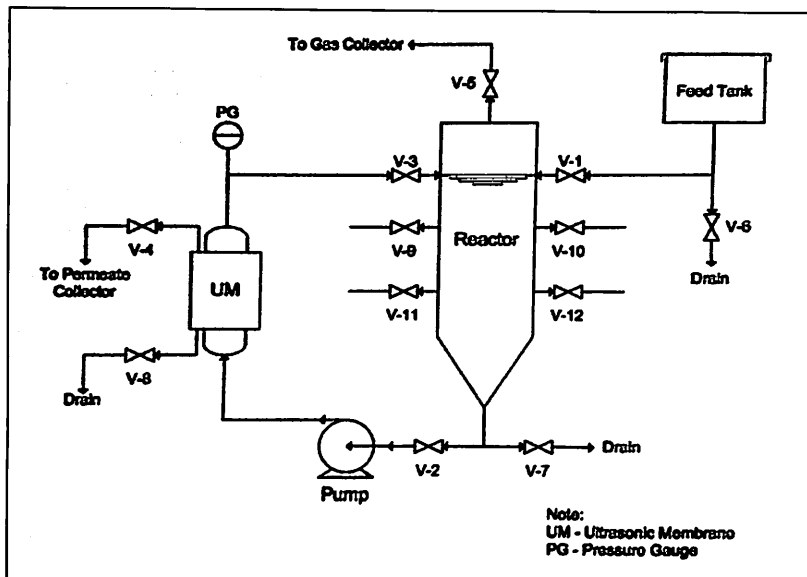 To Gas Collector
V-5
Feed Tank
PG
V-3
V-1
V-4
V-9
Reactor
V-10
V-6
To Permeate
Collector
UM
Drain
V-11
V-12
V-8
Drain
V-2
V-7
Drain
Pump
Note:
UM - Ultrasonic Membrane
PG - Pressure Gauge